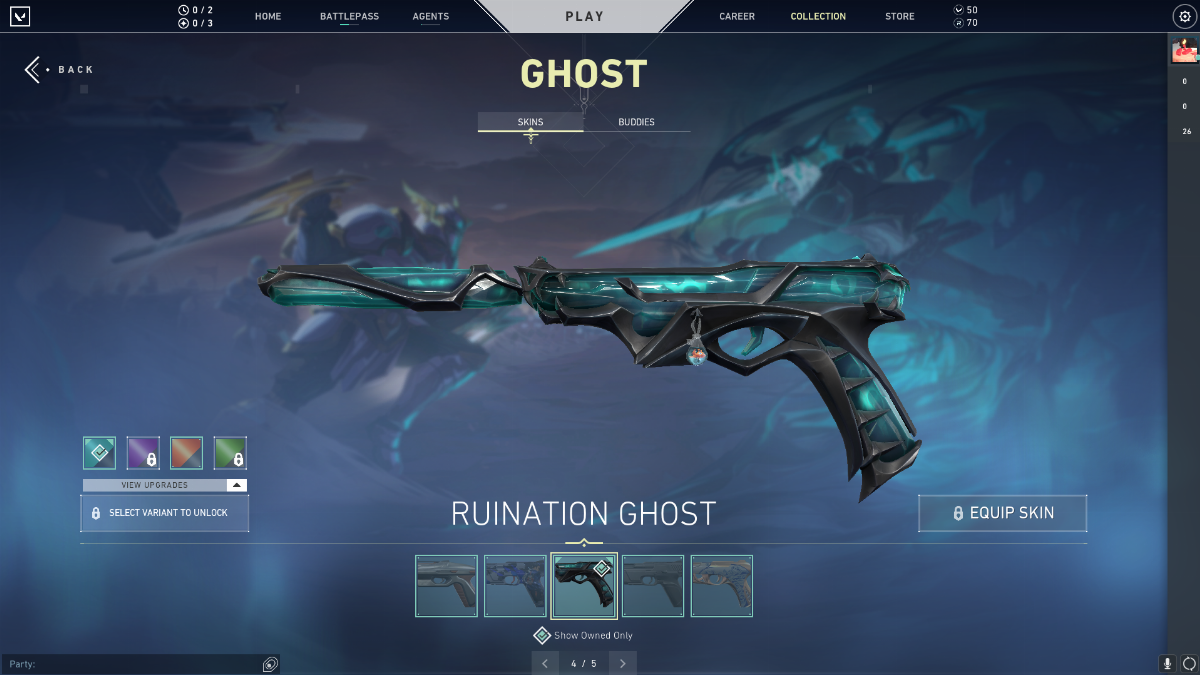 0 / 2
0 / 3
HOME
BATTLEPASS
AGENTS
PLAY
CAREER
COLLECTION
STORE
50
70
BACK
GHOST
SKINS
BUDDIES
0
0
26
VIEW UPGRADES
SELECT VARIANT TO UNLOCK
RUINATION GHOST
EQUIP SKIN
Show Owned Only
Party:
4 / 5